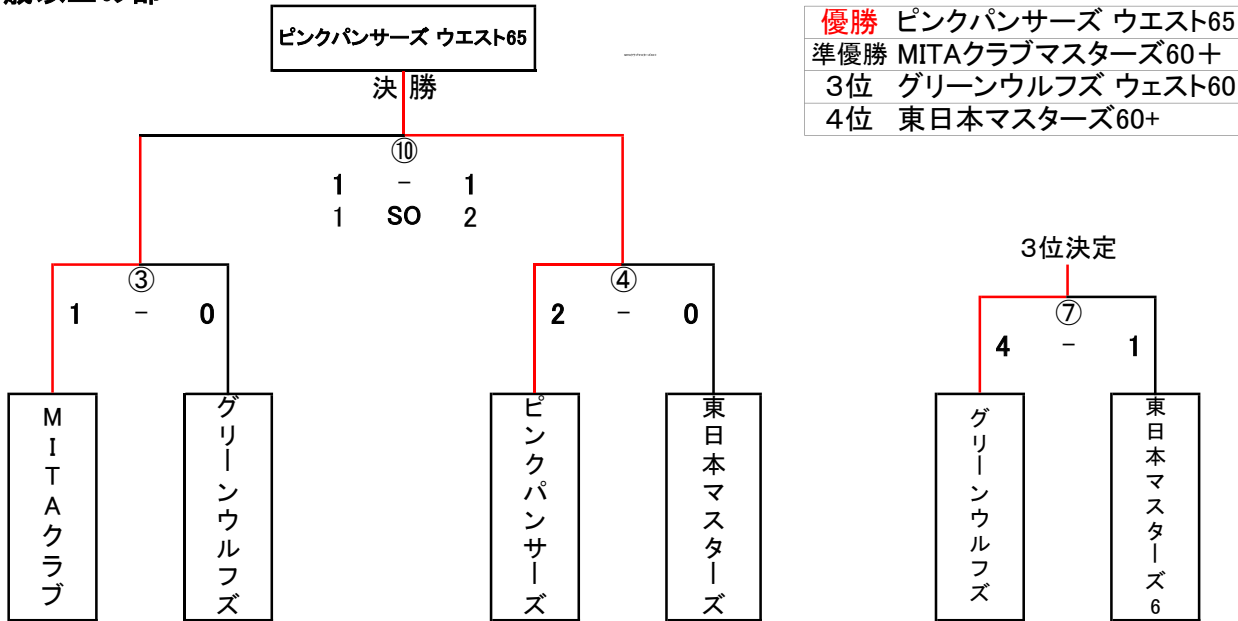 ピンクパンサーズ ウエスト65
決 勝
⑩
1 - 1
1 SO 2
③
1 - 0
④
2 - 0
MITAクラブ
グリーンウルフズ
ピンクパンサーズ
東日本マスターズ
優勝 ピンクパンサーズ ウエスト65
準優勝 MITAクラブマスターズ60＋
３位 グリーンウルフズ ウェスト60
４位 東日本マスターズ60+
３位決定
⑦
4 - 1
グリーンウルフズ
東日本マスターズ6